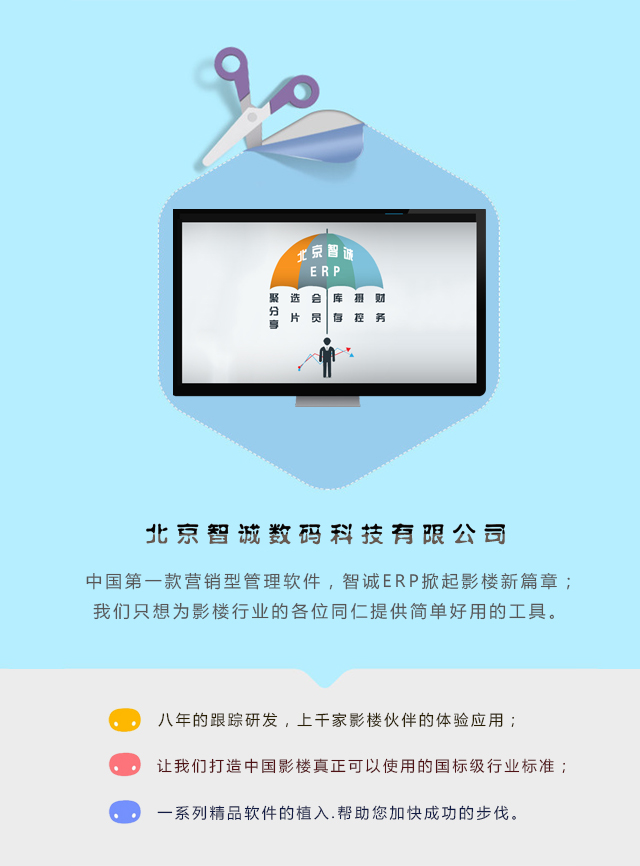 北京智诚
ERP
聚分享 选片 会员 库存 掌控 财务
北京智诚数码科技有限公司
中国第一款营销型管理软件，智诚ERP掀起影楼新篇章；
我们只想为影楼行业的各位同仁提供简单好用的工具。
八年的跟踪研发，上千家影楼伙伴的体验应用；
让我们打造中国影楼真正可以使用的国标级行业标准；
一系列精品软件的植入.帮助您加快成功的步伐。